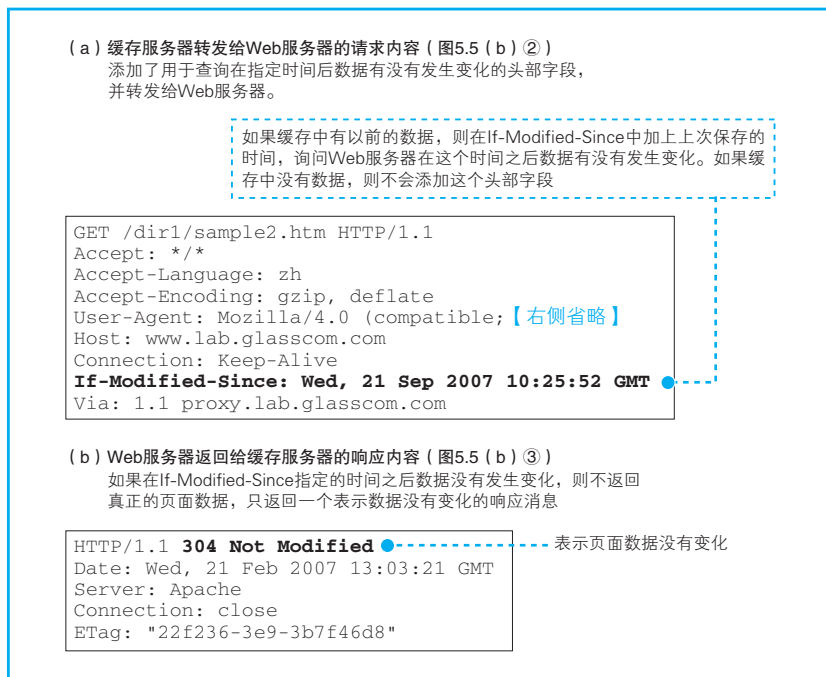 (a)缓存服务器转发给Web服务器的请求内容(图5.5(b)②)
添加了用于查询在指定时间后数据有没有发生变化的头部字段,
并转发给Web服务器。
如果缓存中有以前的数据,则在If-Modified-Since中加上上次保存的
时间,询问Web服务器在这个时间之后数据有没有发生变化。如果缓
存中没有数据,则不会添加这个头部字段
GET /dir1/sample2.htm HTTP/1.1
Accept: */*
Accept-Language: zh
Accept-Encoding: gzip, deflate
User-Agent: Mozilla/4.0 (compatible;【右侧省略】
Host: www.lab.glasscom.com
Connection: Keep-Alive
If-Modified-Since: Wed, 21 Sep 2007 10:25:52 GMT
Via: 1.1 proxy.lab.glasscom.com
(b)Web服务器返回给缓存服务器的响应内容(图5.5(b)③)
如果在If-Modified-Since指定的时间之后数据没有发生变化,则不返回
真正的页面数据,只返回一个表示数据没有变化的响应消息
HTTP/1.1 304 Not Modified 表示页面数据没有变化
Date: Wed, 21 Feb 2007 13:03:21 GMT
Server: Apache
Connection: close
ETag: "22f236-3e9-3b7f46d8"